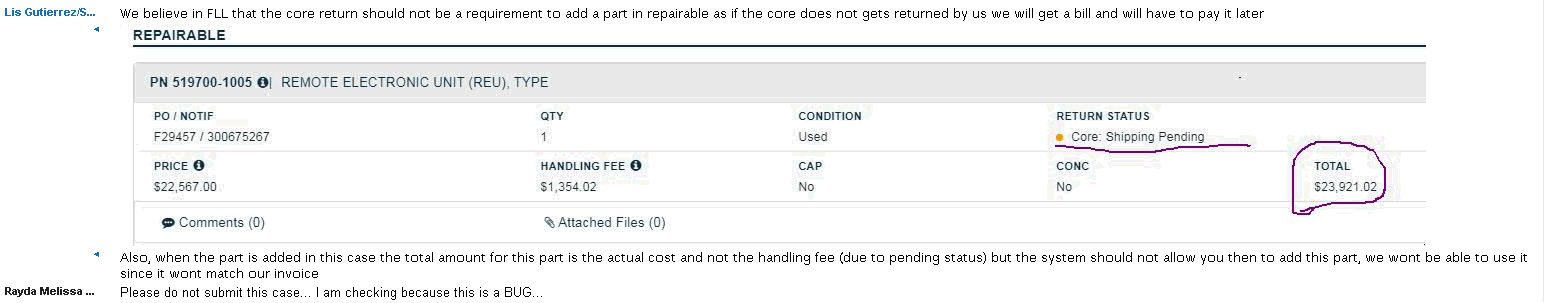 Lis Gutierrez/S... We believe in FLL that the core return should not be a requirement to add a part in repairable as if the core does not gets returned by us we will get a bill and will have to pay it later
REPAIRABLE
PN 519700-1005 | REMOTE ELECTRONIC UNIT (REU), TYPE
PO / NOTIF QTY CONDITION RETURN STATUS
F29457 / 300675267 1 Used Core: Shipping Pending
PRICE HANDLING FEE CAP CONC TOTAL
$22,567.00 $1,354.02 No No $23,921.02
Comments (0) Attached Files (0)
Also, when the part is added in this case the total amount for this part is the actual cost and not the handling fee (due to pending status) but the system should not allow you then to add this part, we wont be able to use it
since it wont match our invoice
Rayda Melissa ... Please do not submit this case... I am checking because this is a BUG...